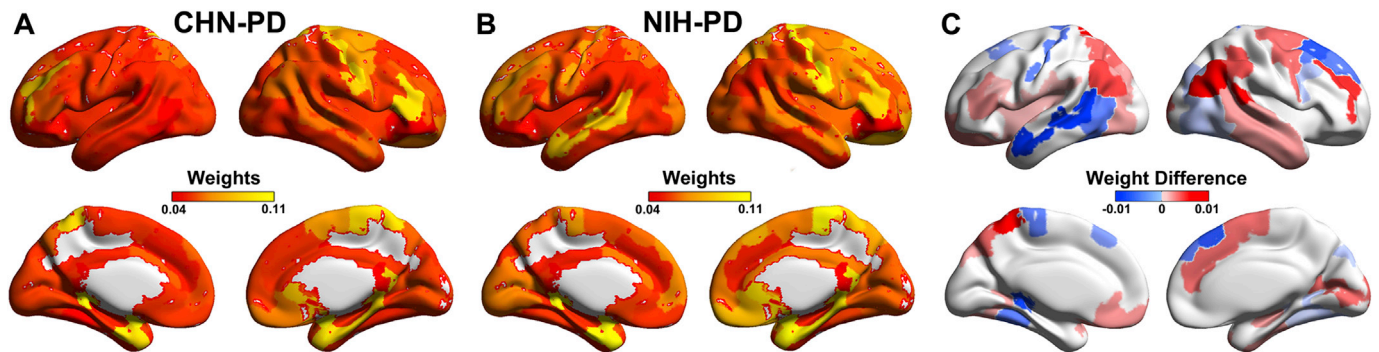 A CHN-PD
B NIH-PD
C
Weights
0.04 0.11
Weights
0.04 0.11
Weight Difference
-0.01 0 0.01